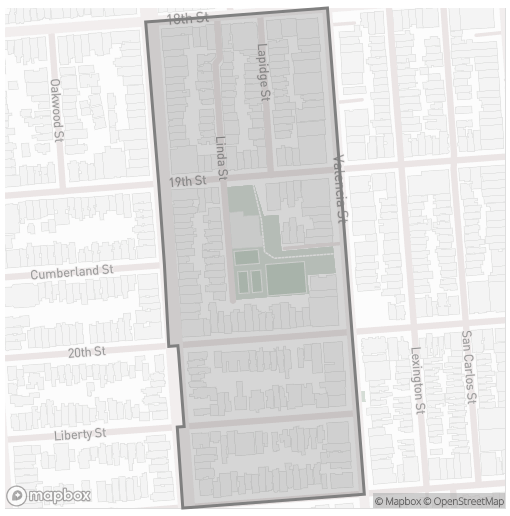 18th St
Lapidge St
Oakwood St
Linda St
Valencia St
19th St
Cumberland St
20th St
Lexington St
San Carlos St
Liberty St
mapbox
© Mapbox © OpenStreetMap